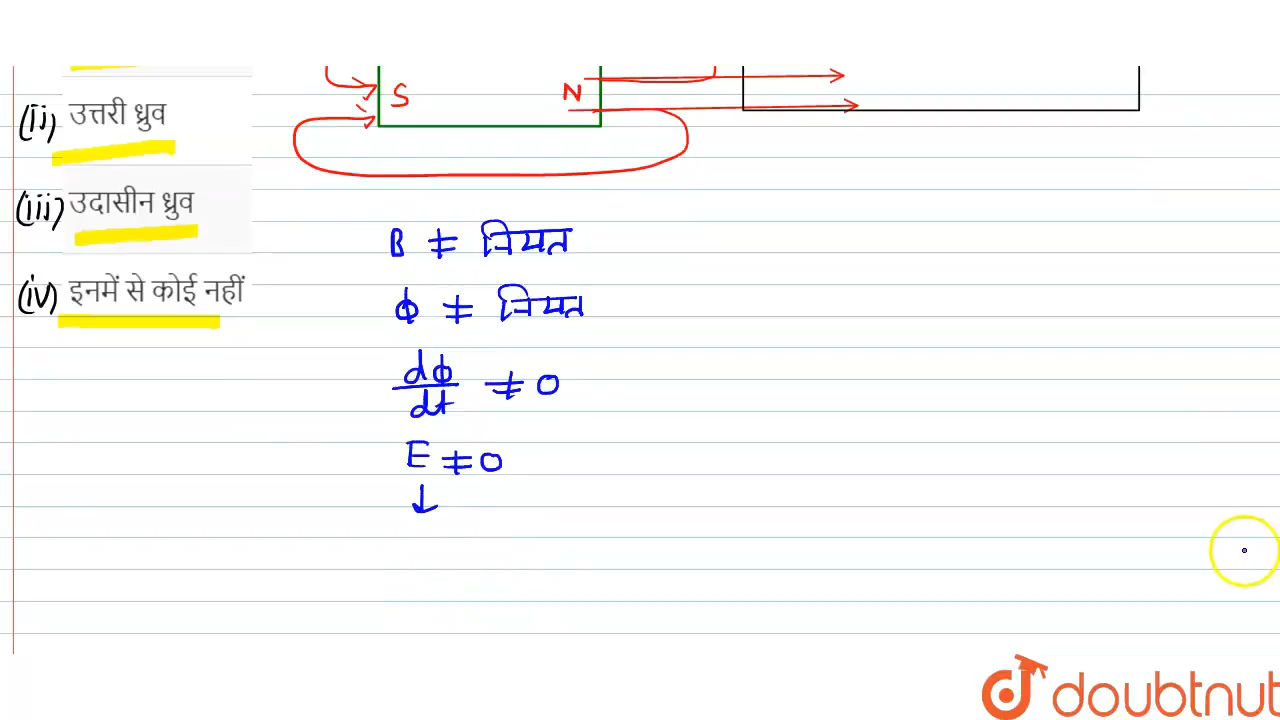 S N
(ii) उत्तरी ध्रुव
(iii) उदासीन ध्रुव
(iv) इनमें से कोई नहीं
B ≠ नियत
ϕ ≠ नियत
dϕ/dt ≠ 0
E ≠ 0
↓
doubtnut